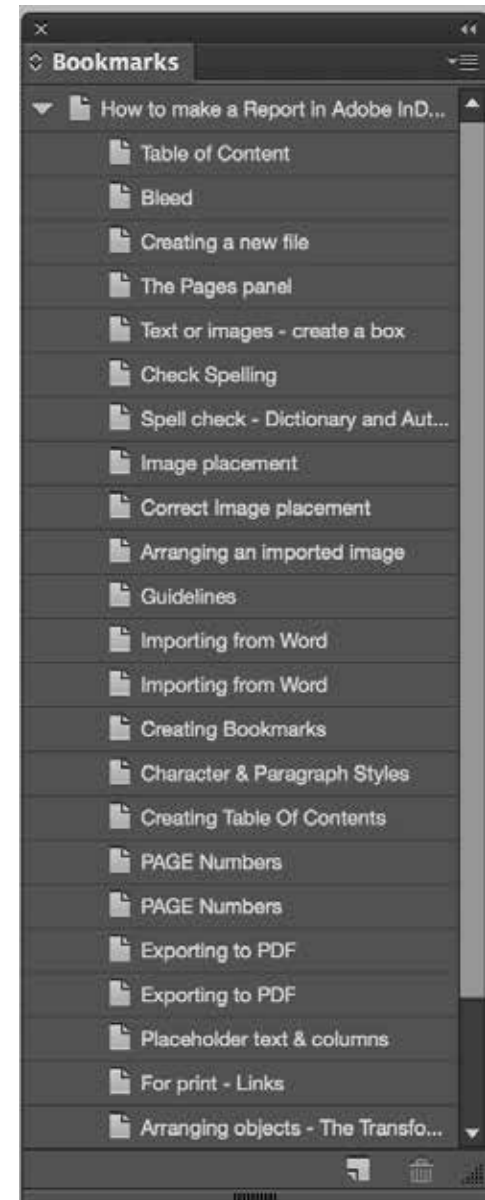 Bookmarks
How to make a Report in Adobe InD...
Table of Content
Bleed
Creating a new file
The Pages panel
Text or images - create a box
Check Spelling
Spell check - Dictionary and Aut...
Image placement
Correct Image placement
Arranging an imported image
Guidelines
Importing from Word
Importing from Word
Creating Bookmarks
Character & Paragraph Styles
Creating Table Of Contents
PAGE Numbers
PAGE Numbers
Exporting to PDF
Exporting to PDF
Placeholder text & columns
For print - Links
Arranging objects - The Transfo...